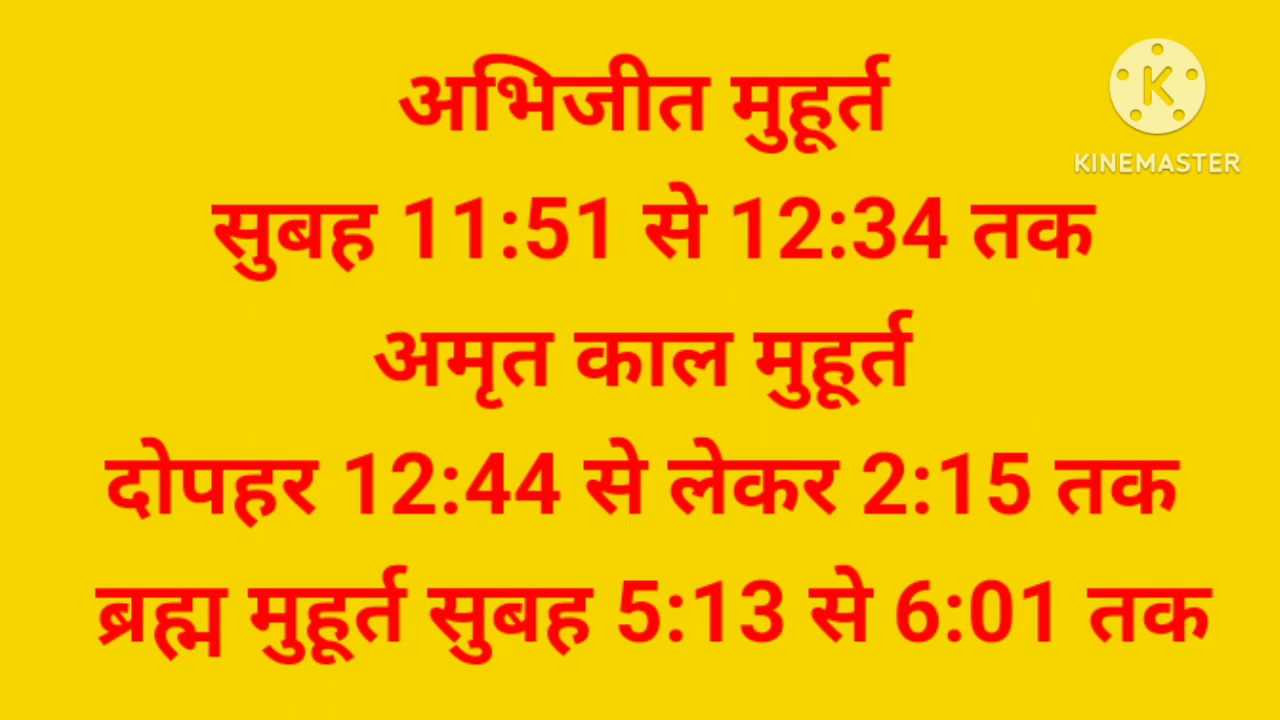 अभिजीत मुहूर्त
K
KINEMASTER
सुबह 11:51 से 12:34 तक
अमृत काल मुहूर्त
दोपहर 12:44 से लेकर 2:15 तक
ब्रह्म मुहूर्त सुबह 5:13 से 6:01 तक